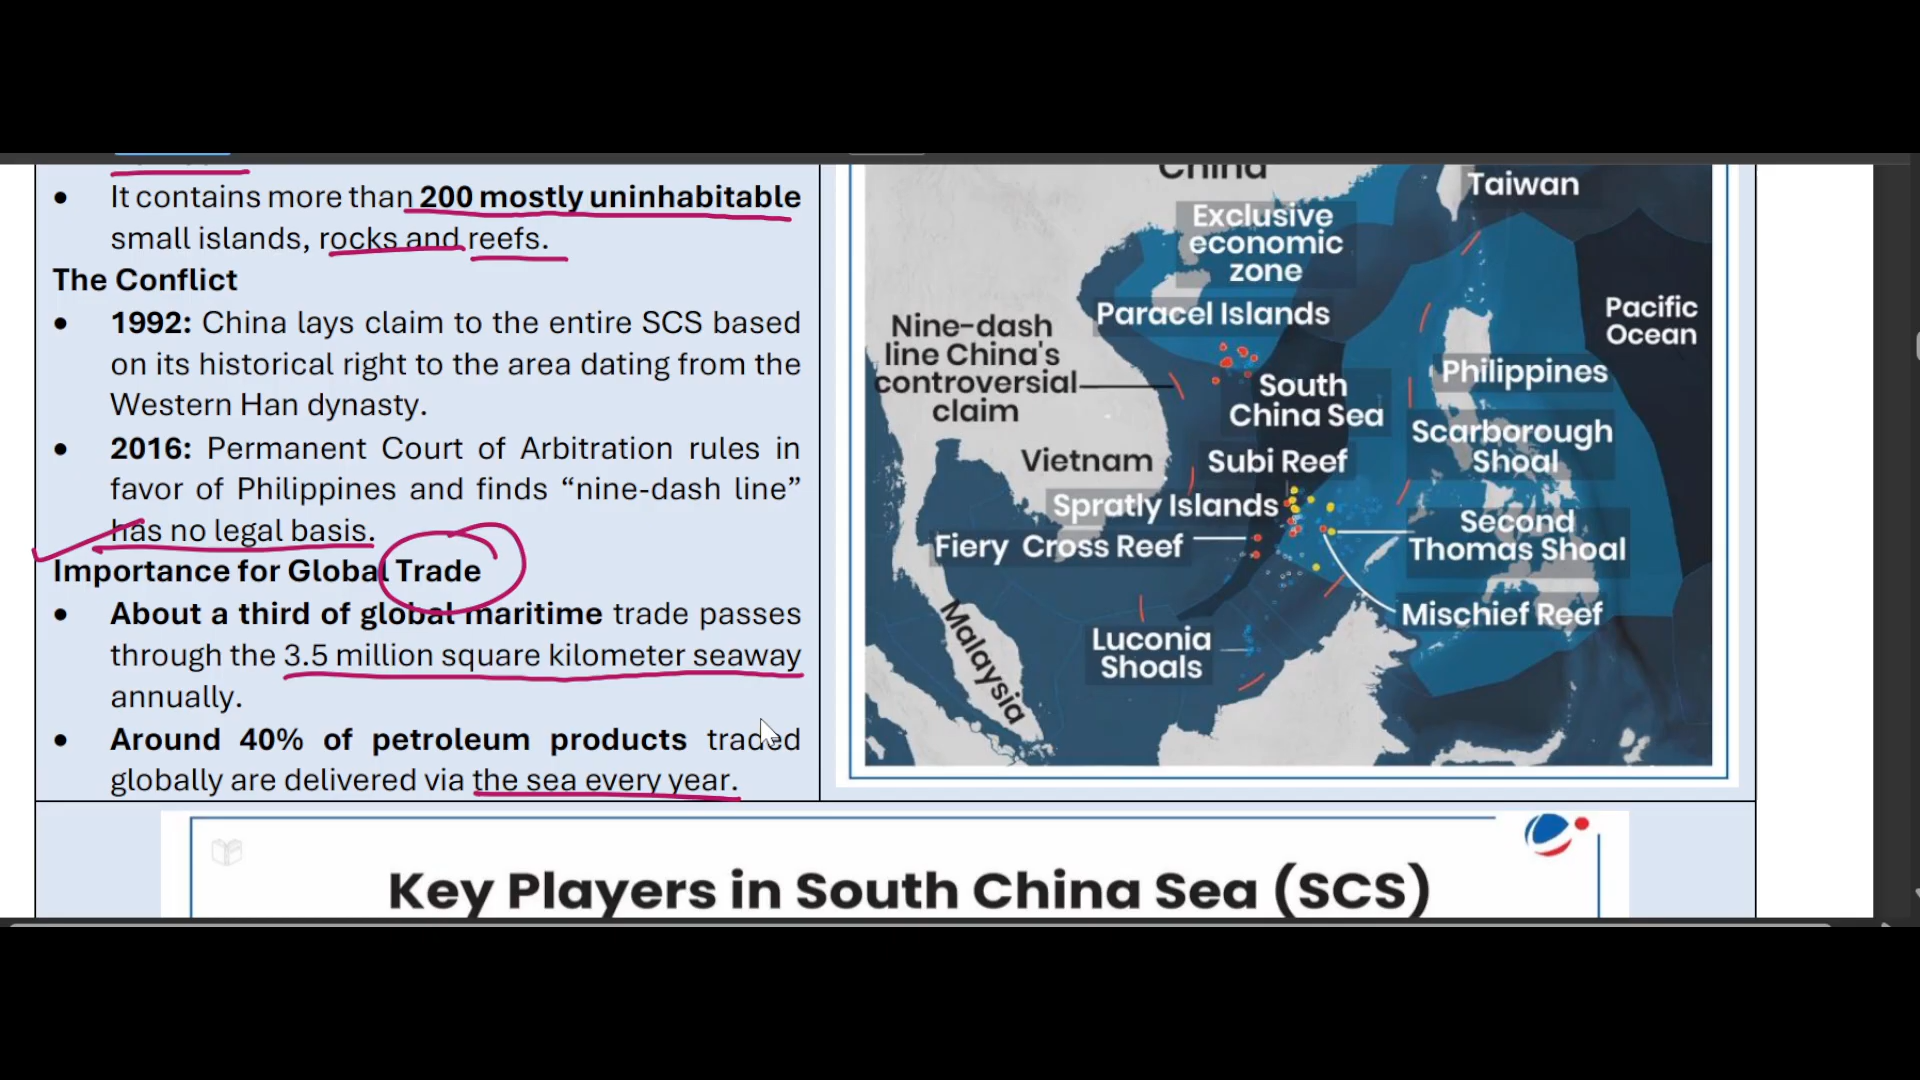 It contains more than 200 mostly uninhabitable
small islands, rocks and reefs.
The Conflict
1992: China lays claim to the entire SCS based
on its historical right to the area dating from the
Western Han dynasty.
2016: Permanent Court of Arbitration rules in
favor of Philippines and finds “nine-dash line”
has no legal basis.
Importance for Global Trade
About a third of global maritime trade passes
through the 3.5 million square kilometer seaway
annually.
Around 40% of petroleum products traded
globally are delivered via the sea every year.
China
Taiwan
Exclusive
economic
zone
Paracel Islands
Pacific
Ocean
Nine-dash
line China's
controversial
claim
South
China Sea
Philippines
Scarborough
Shoal
Vietnam
Subi Reef
Spratly Islands
Second
Thomas Shoal
Fiery Cross Reef
Mischief Reef
Malaysia
Luconia
Shoals
Key Players in South China Sea (SCS)